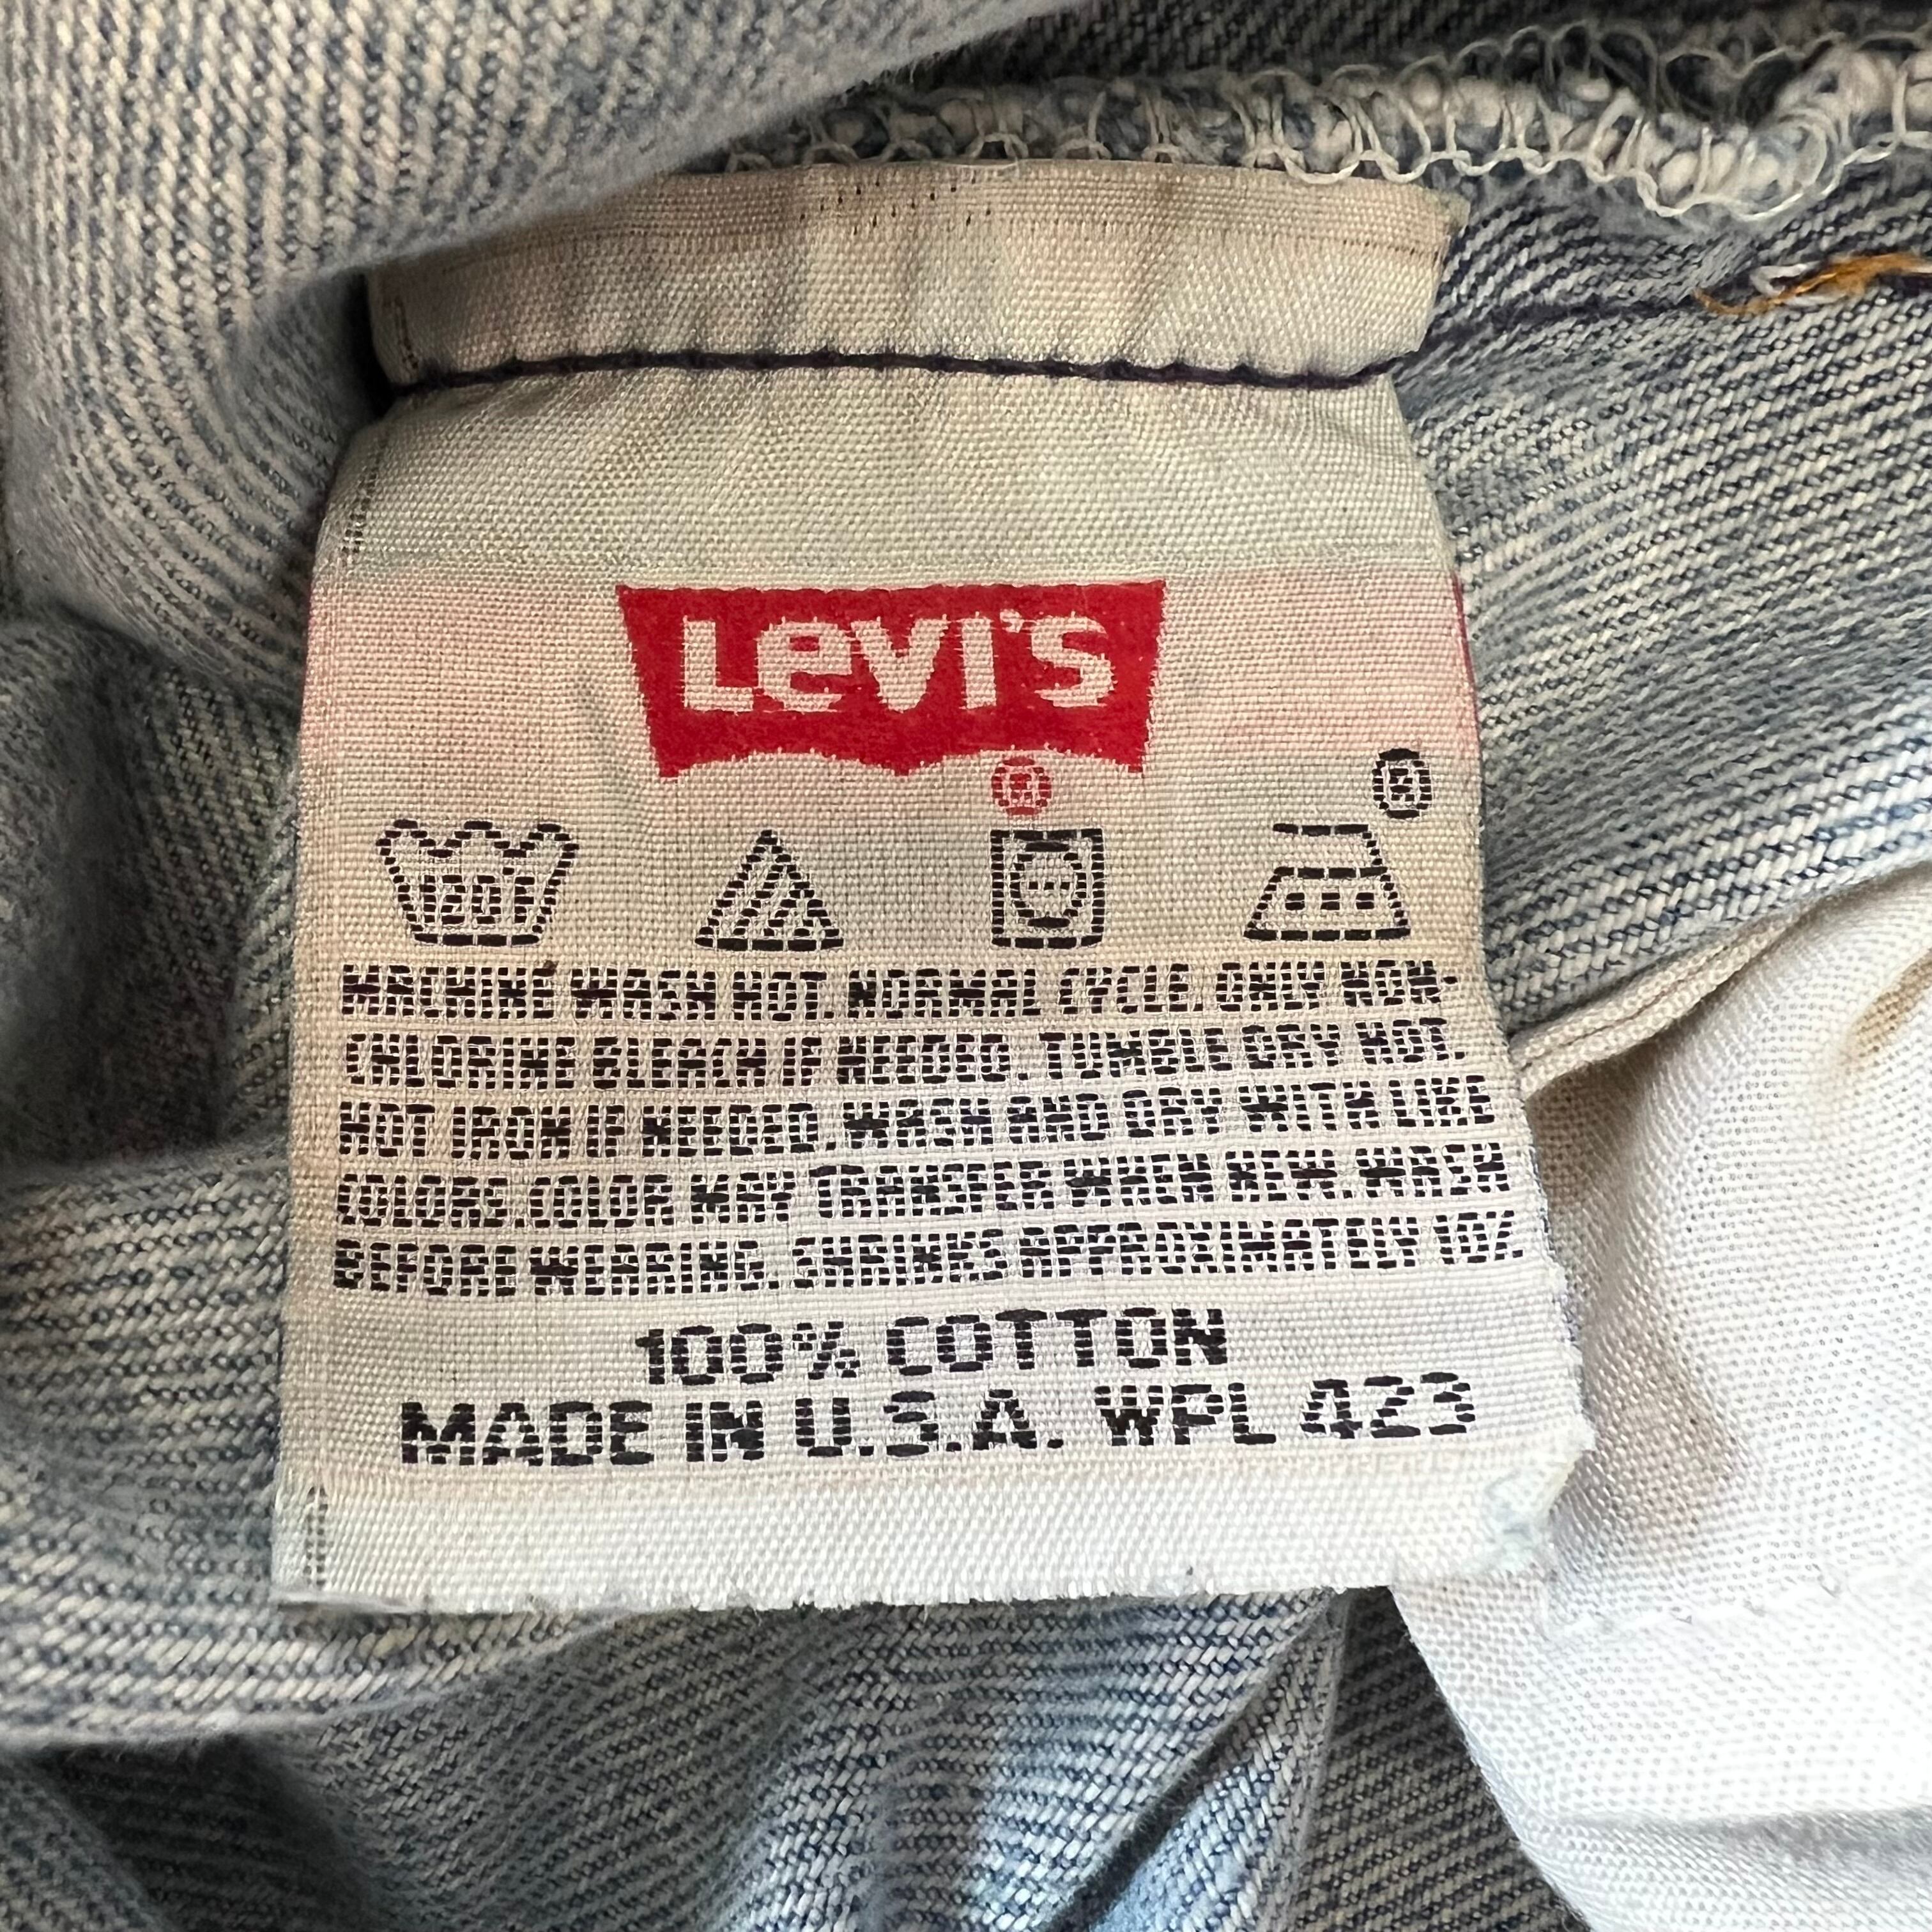 Levi's
®
®
120F
MACHINE WASH HOT. NORMAL CYCLE. ONLY NON-
CHLORINE BLEACH IF NEEDED. TUMBLE DRY HOT.
HOT IRON IF NEEDED. WASH AND DRY WITH LIKE
COLORS. COLOR MAY TRANSFER WHEN NEW. WASH
BEFORE WEARING. SHRINKS APPROXIMATELY 10%.
100% COTTON
MADE IN U.S.A. WPL 423